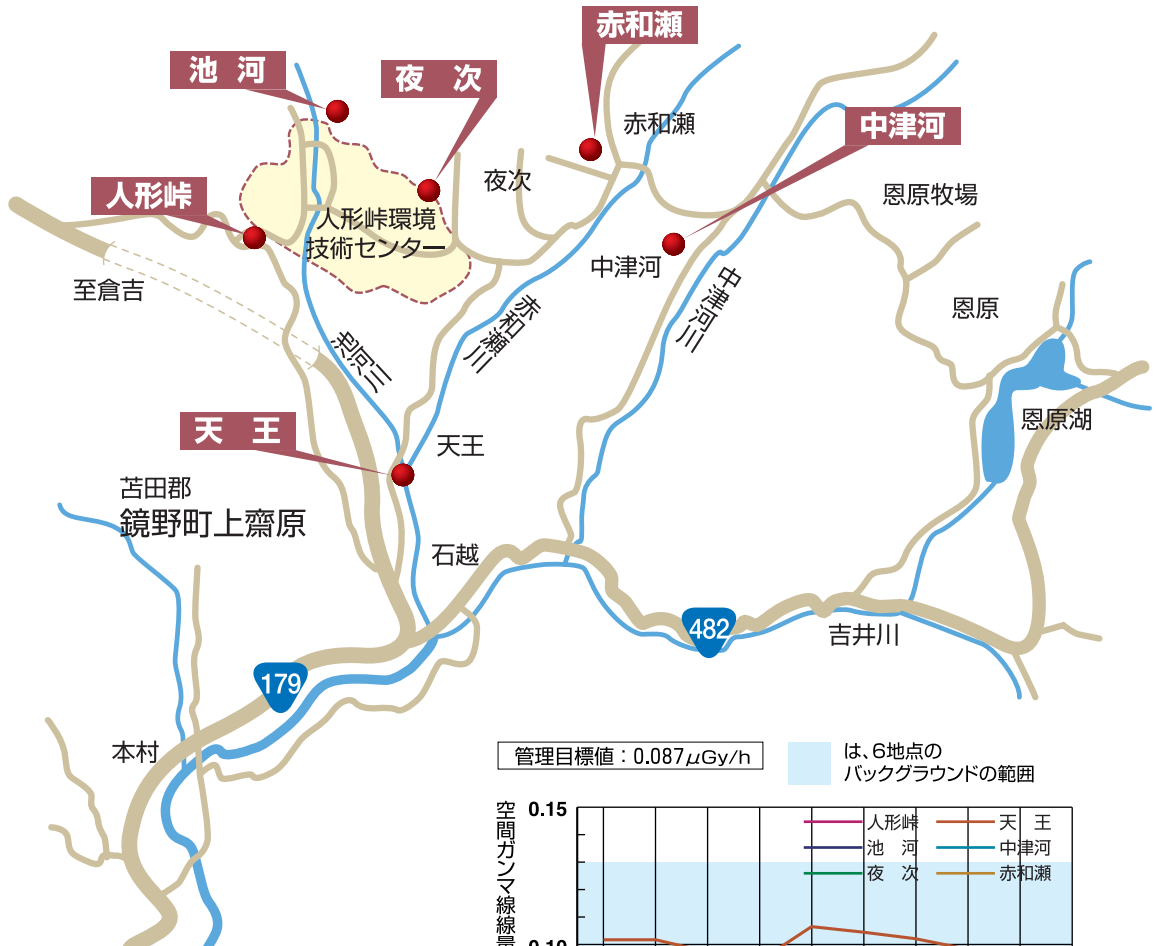 赤和瀬
池 河
夜 次
赤和瀬
中津河
夜次
人形峠
恩原牧場
人形峠環境
技術センター
中津河
至倉吉
中津河川
恩原
赤和瀬川
池河川
恩原湖
天 王
天王
苫田郡
鏡野町上齋原
石越
482
吉井川
179
本村
管理目標値：0.087μGy/h
は、6地点の
バックグラウンドの範囲
空間ガンマ線線量
0.15
人形峠
天 王
池 河
中津河
夜 次
赤和瀬
0.10